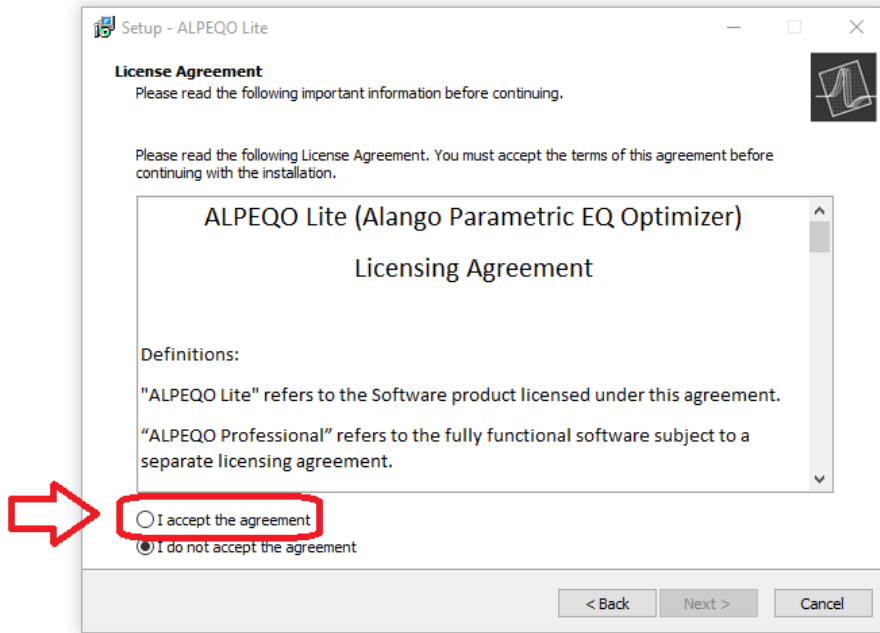 Setup - ALPEQO Lite
License Agreement
Please read the following important information before continuing.
Please read the following License Agreement. You must accept the terms of this agreement before
continuing with the installation.
ALPEQO Lite (Alango Parametric EQ Optimizer)
Licensing Agreement
Definitions:
"ALPEQO Lite" refers to the Software product licensed under this agreement.
“ALPEQO Professional” refers to the fully functional software subject to a
separate licensing agreement.
I accept the agreement
I do not accept the agreement
< Back Next > Cancel